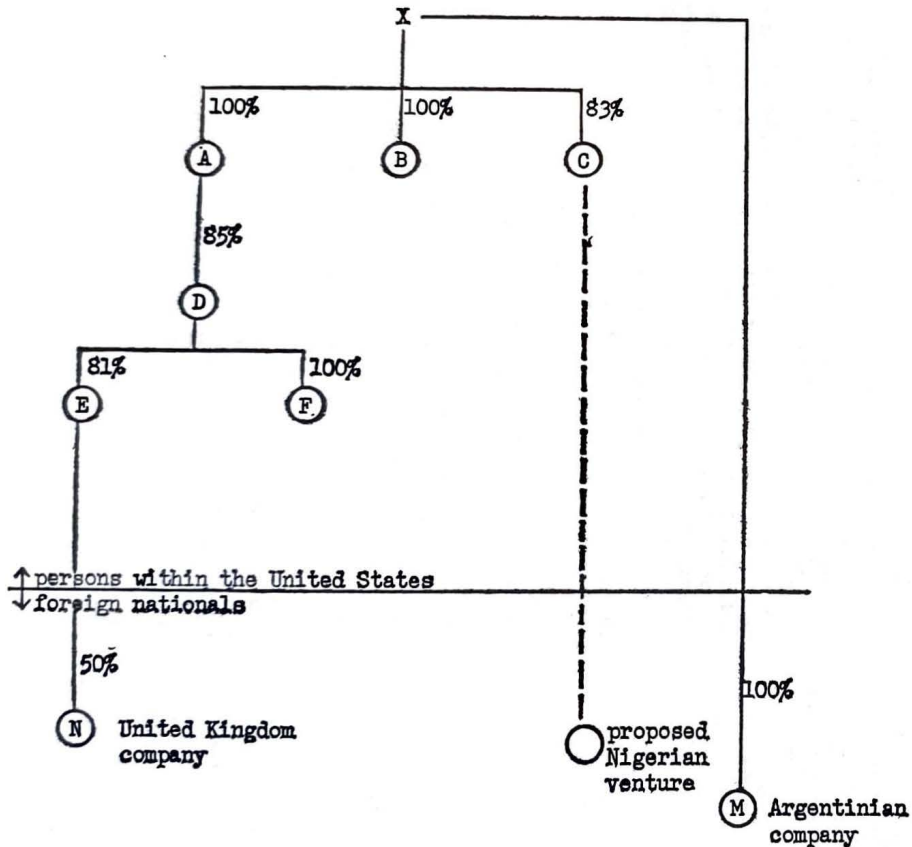 X
100%
100%
83%
A
B
C
85%
D
81%
100%
E
F
persons within the United States
foreign nationals
50%
100%
N
United Kingdom
company
proposed
Nigerian
venture
M
Argentinian
company